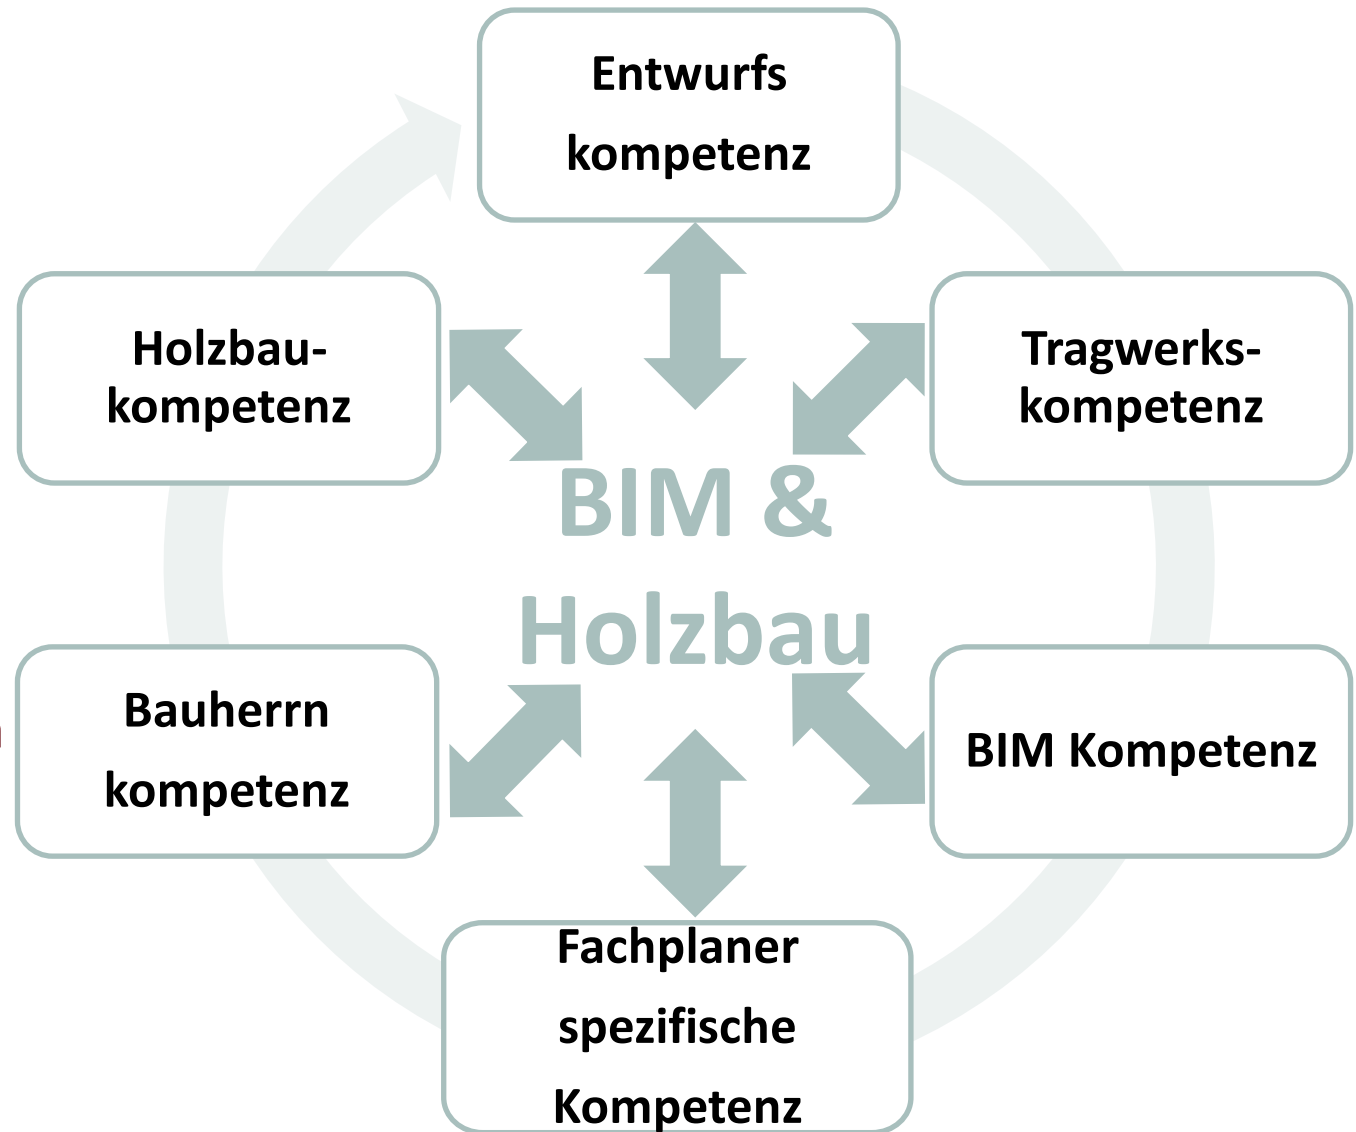 Entwurfs
kompetenz
Holzbau-
kompetenz
Tragwerks-
kompetenz
BIM &
Holzbau
Bauherrn
kompetenz
BIM Kompetenz
Fachplaner
spezifische
Kompetenz